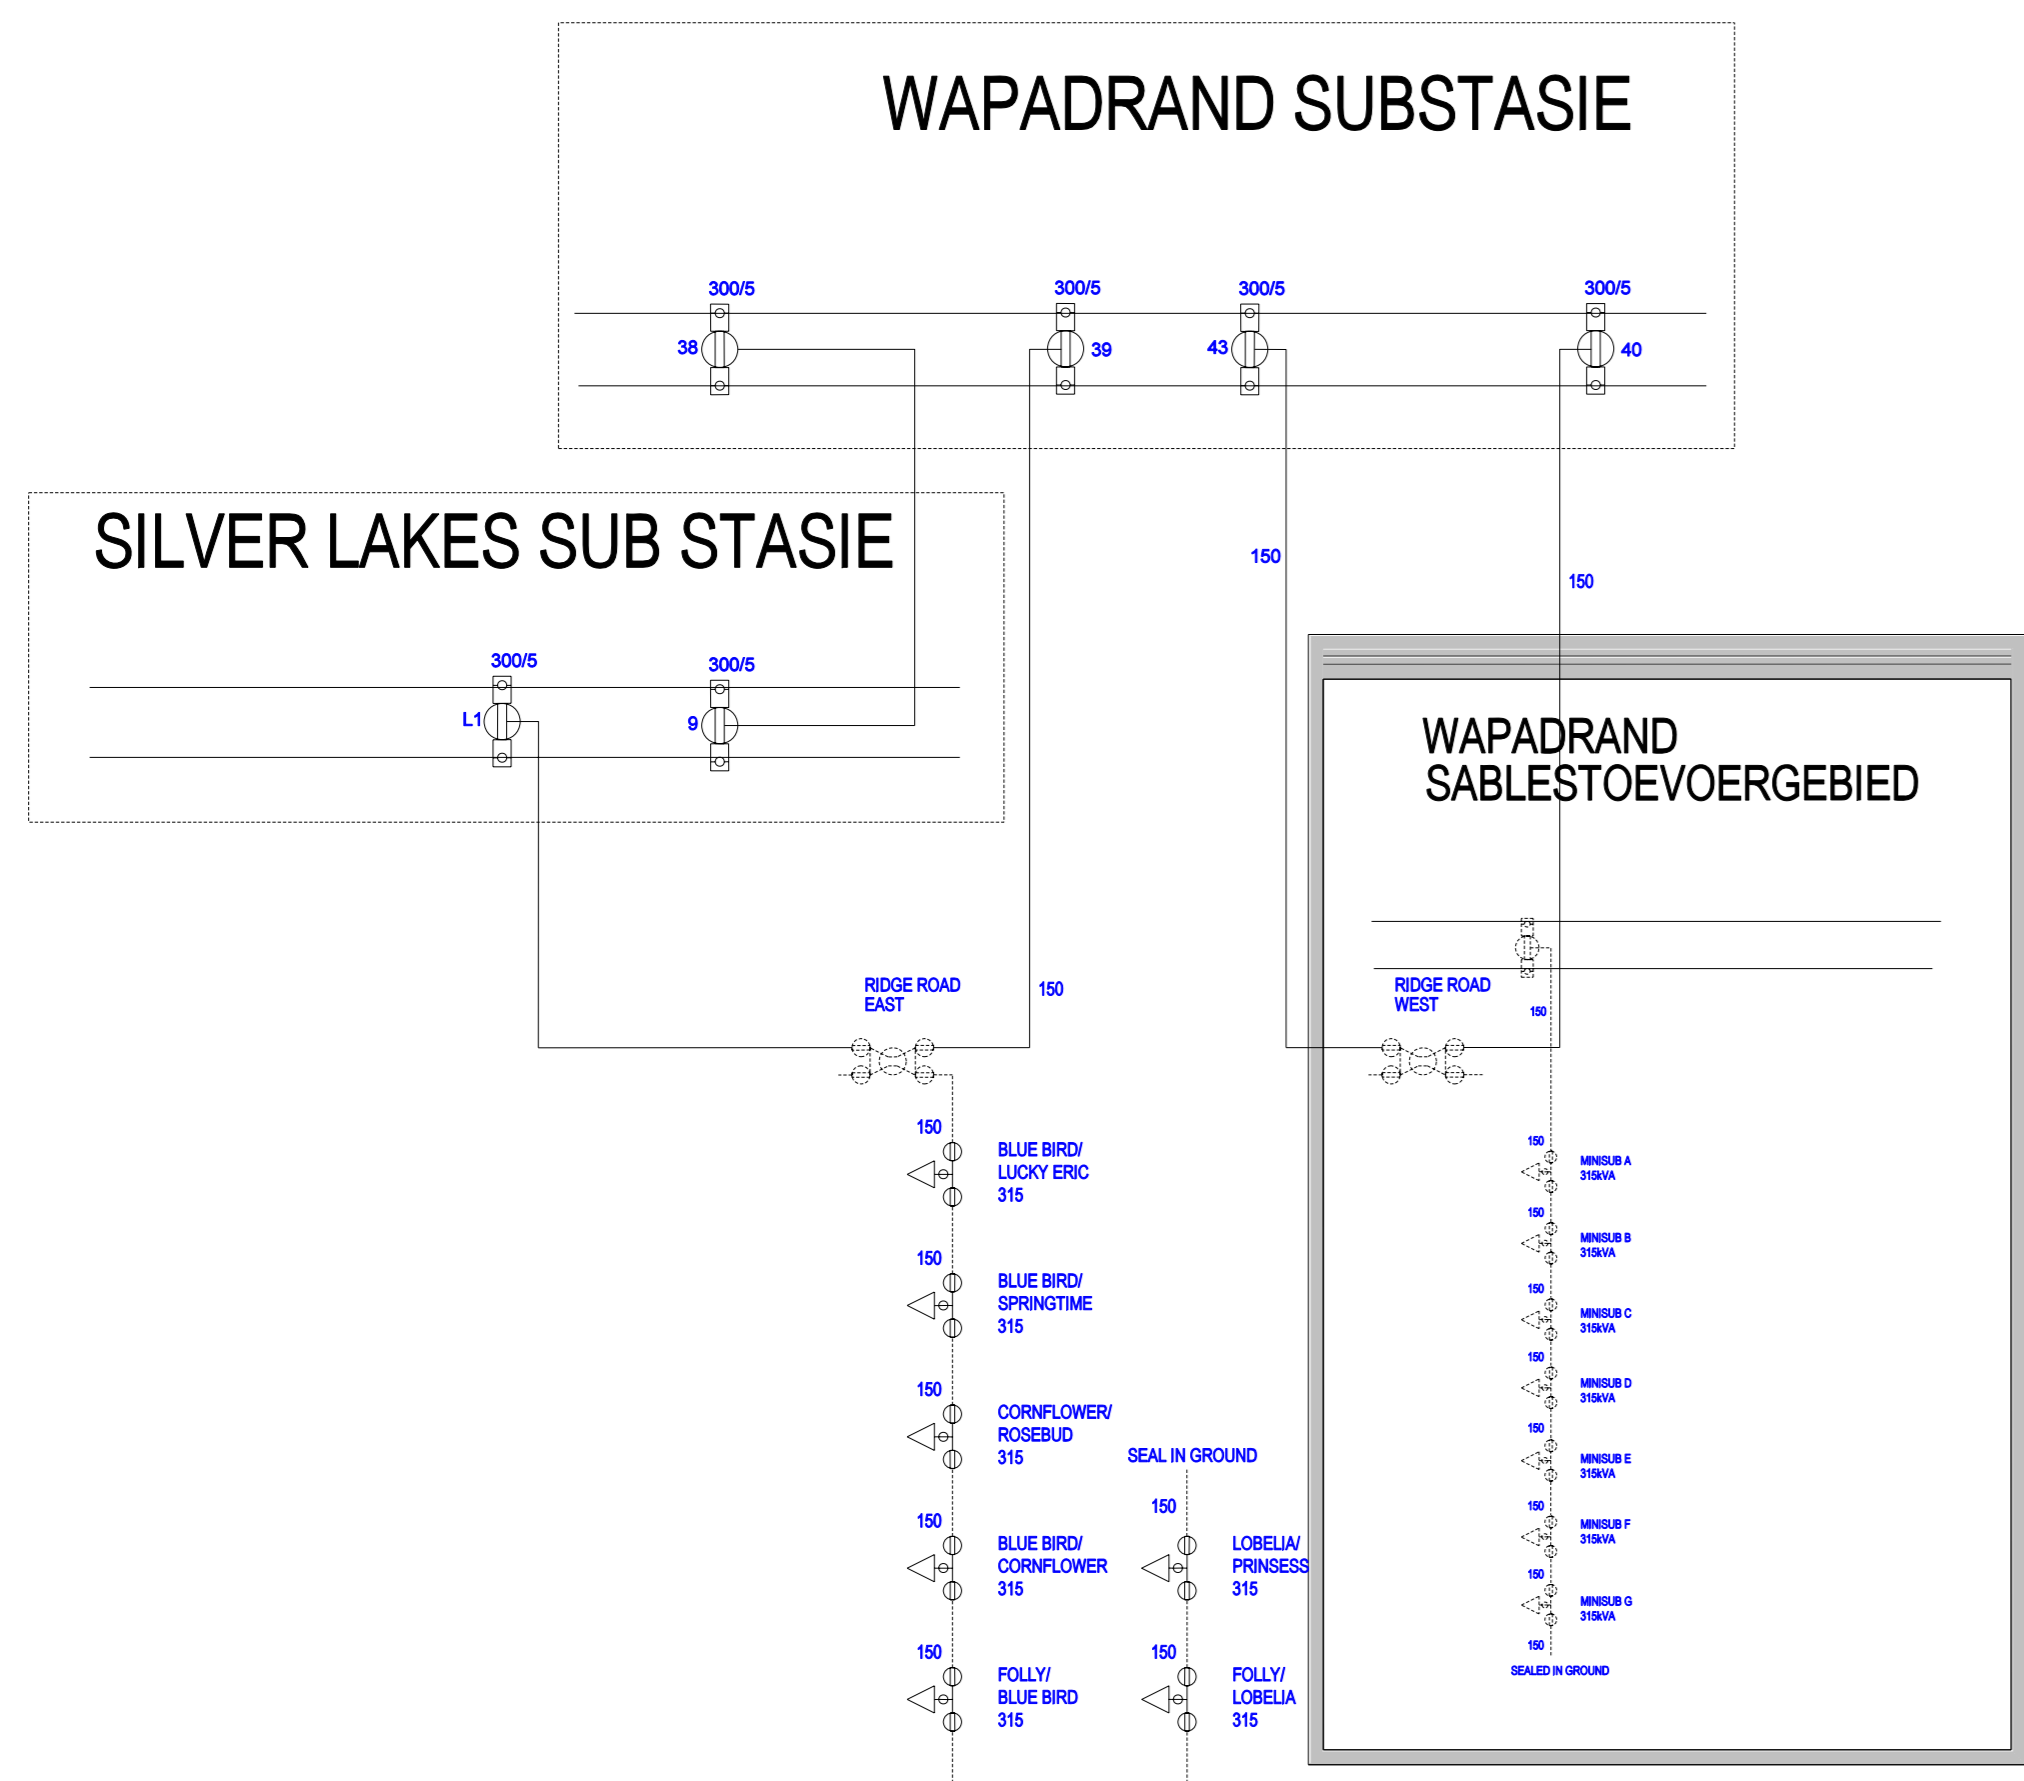 WAPADRAND SUBSTASIE
300/5
300/5
300/5
300/5
38
39
43
40
SILVER LAKES SUB STASIE
150
150
300/5
300/5
L1
9
WAPADRAND
SABLESTOEVOERGEBIED
RIDGE ROAD
EAST
150
RIDGE ROAD
WEST
150
150
BLUE BIRD/
LUCKY ERIC
315
150
BLUE BIRD/
SPRINGTIME
315
150
CORNFLOWER/
ROSEBUD
315
150
BLUE BIRD/
CORNFLOWER
315
150
FOLLY/
BLUE BIRD
315
SEAL IN GROUND
150
LOBELIA/
PRINSESS
315
150
FOLLY/
LOBELIA
315
150
MINISUB A
315kVA
150
MINISUB B
315kVA
150
MINISUB C
315kVA
150
MINISUB D
315kVA
150
MINISUB E
315kVA
150
MINISUB F
315kVA
150
MINISUB G
315kVA
150
SEALED IN GROUND